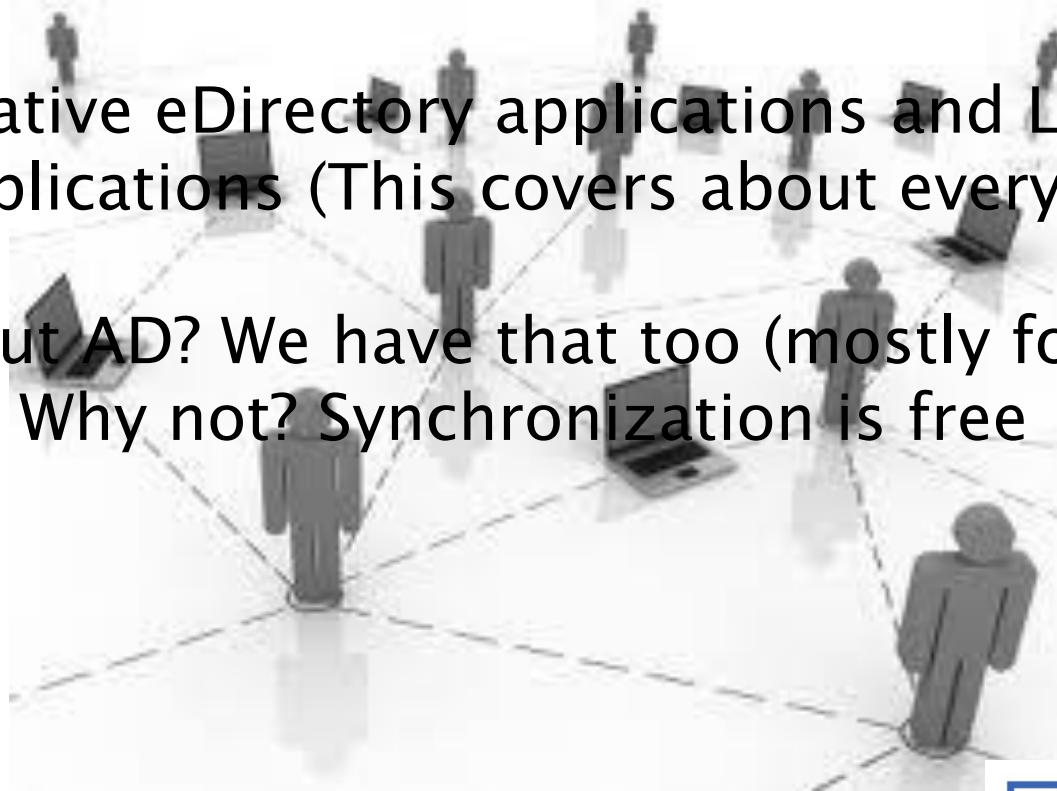 ative eDirectory applications and L
plications (This covers about every
ut AD? We have that too (mostly fo
Why not? Synchronization is free